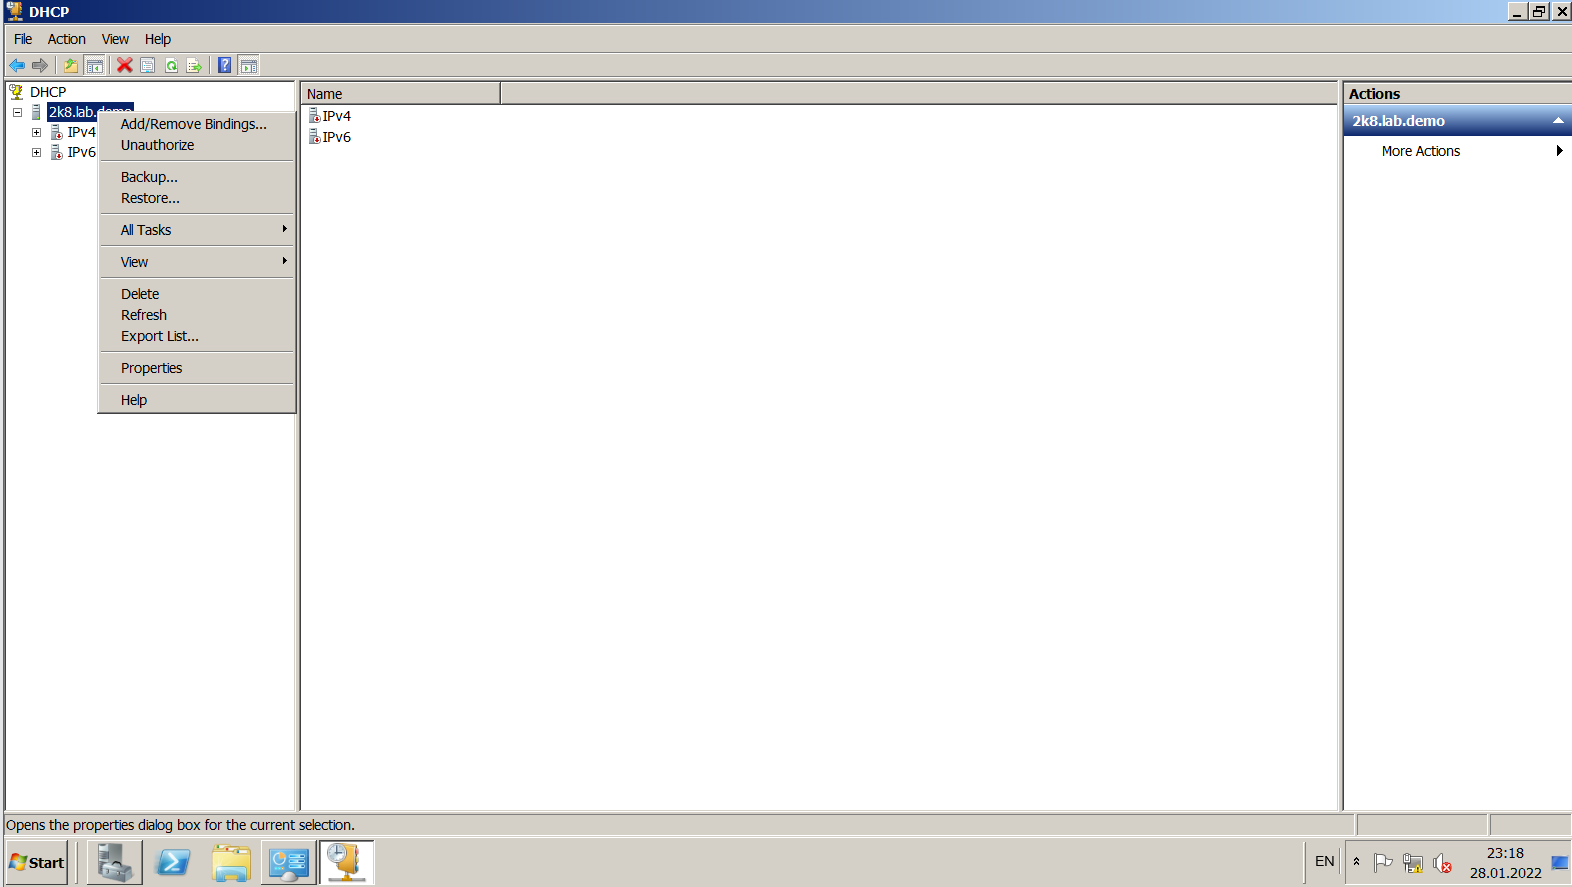 DHCP
File Action View Help
DHCP
2k8.lab.demo
IPv4
IPv6
Add/Remove Bindings...
Unauthorize
Backup...
Restore...
All Tasks
View
Delete
Refresh
Export List...
Properties
Help
Name
IPv4
IPv6
Actions
2k8.lab.demo
More Actions
Opens the properties dialog box for the current selection.
Start
EN
23:18
28.01.2022